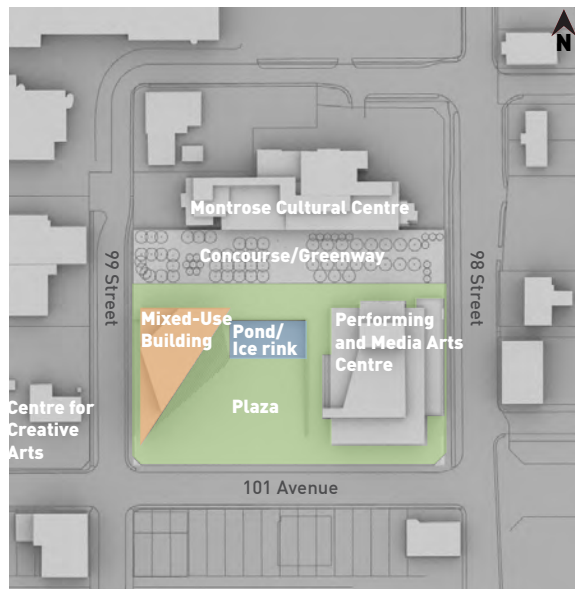 N
Montrose Cultural Centre
Concourse/Greenway
99 Street
98 Street
Mixed-Use
Building
Pond/
Ice rink
Performing
and Media Arts
Centre
Centre for
Creative
Arts
Plaza
101 Avenue